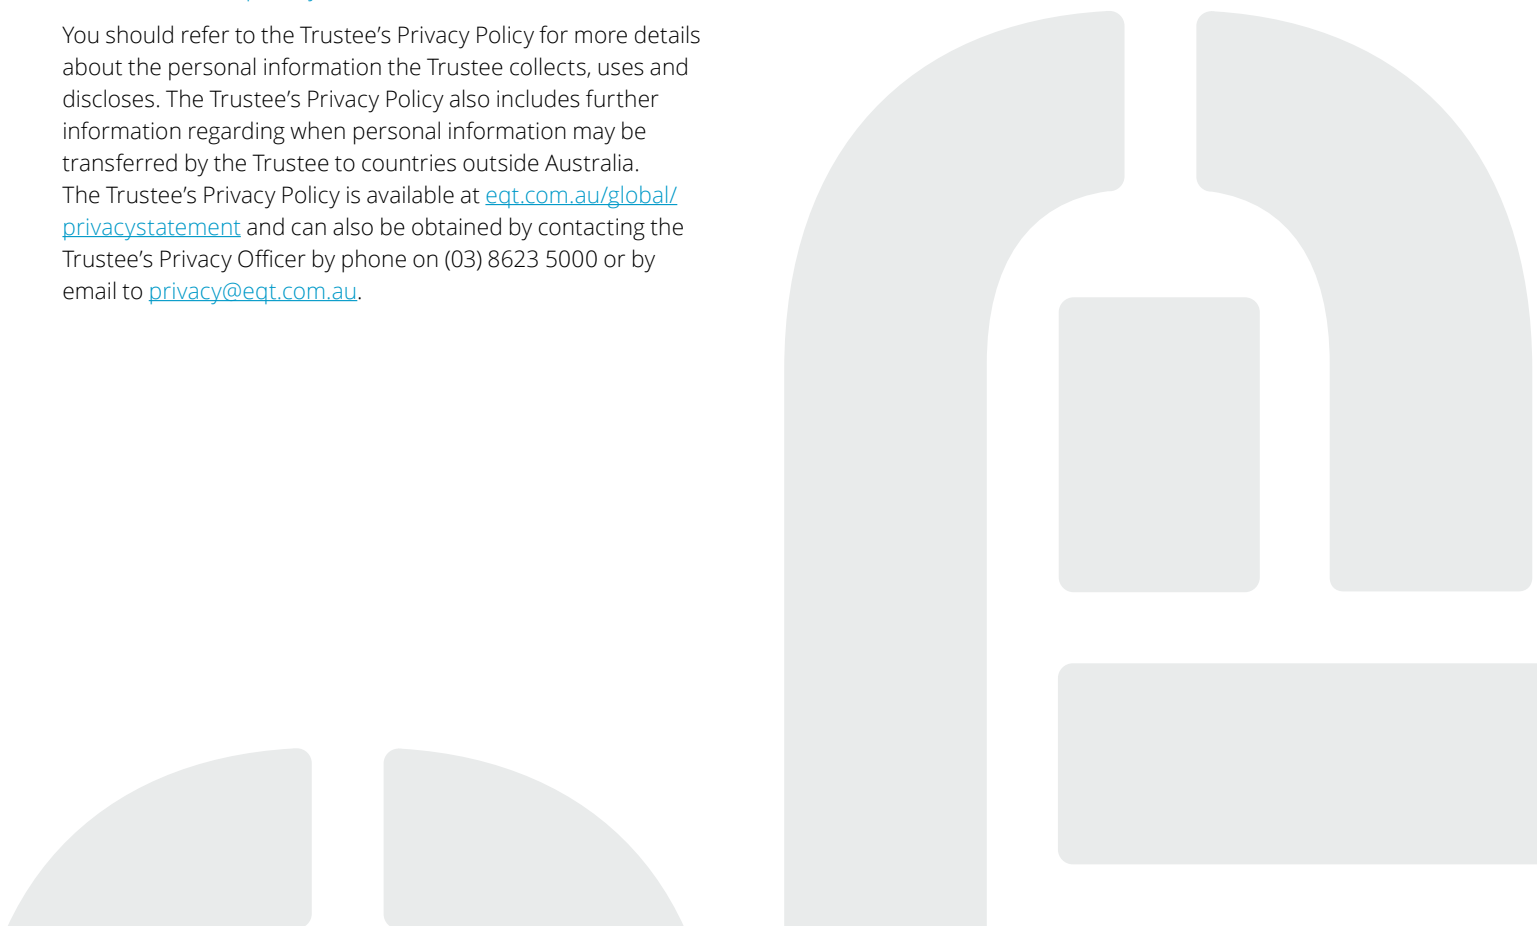 You should refer to the Trustee’s Privacy Policy for more details
about the personal information the Trustee collects, uses and
discloses. The Trustee’s Privacy Policy also includes further
information regarding when personal information may be
transferred by the Trustee to countries outside Australia.
The Trustee’s Privacy Policy is available at eqt.com.au/global/
privacystatement and can also be obtained by contacting the
Trustee’s Privacy Officer by phone on (03) 8623 5000 or by
email to privacy@eqt.com.au.